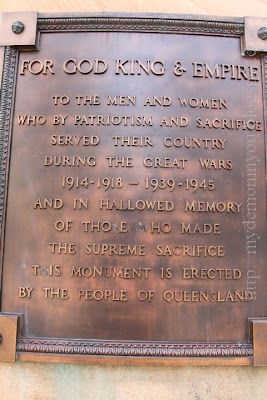 FOR GOD KING & EMPIRE
TO THE MEN AND WOMEN
WHO BY PATRIOTISM AND SACRIFICE
SERVED THEIR COUNTRY
DURING THE GREAT WARS
1914-1918 — 1939-1945
AND IN HALLOWED MEMORY
OF THOSE WHO MADE
THE SUPREME SACRIFICE
THIS MONUMENT IS ERECTED
BY THE PEOPLE OF QUEENSLAND